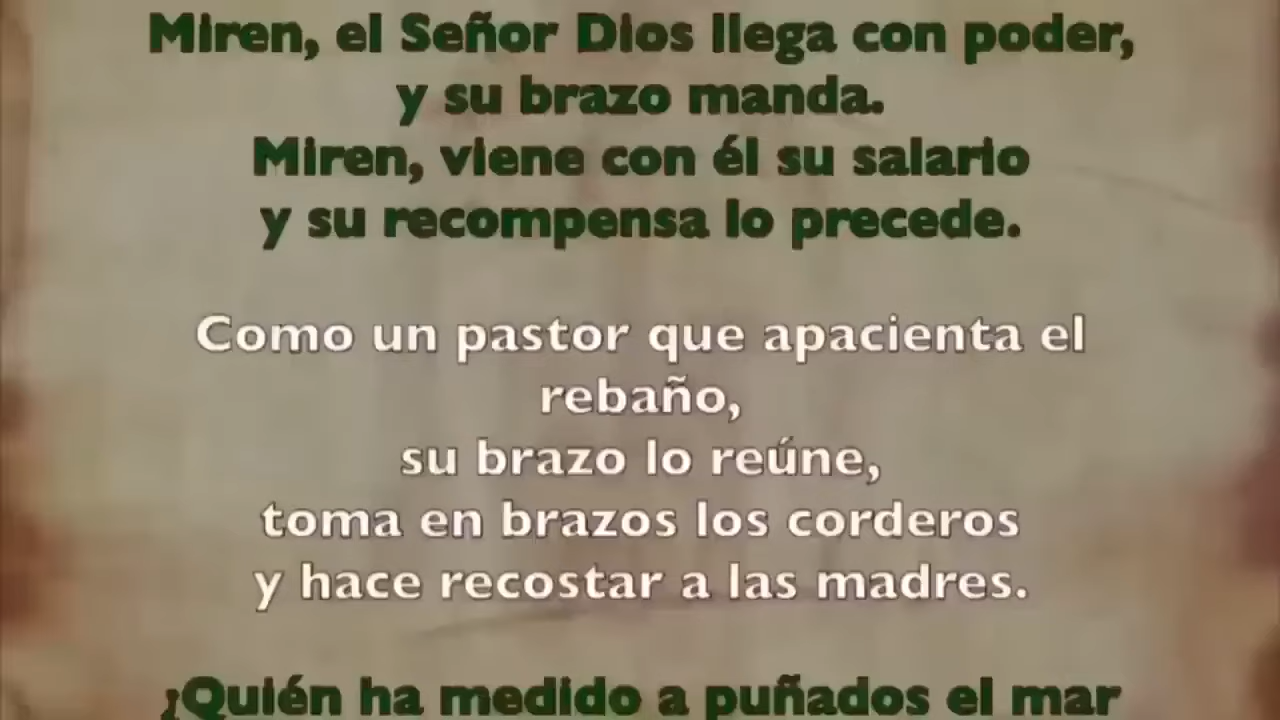 Miren, el Señor Dios llega con poder,
y su brazo manda.
Miren, viene con él su salario
y su recompensa lo precede.
Como un pastor que apacienta el
rebaño,
su brazo lo reúne,
toma en brazos los corderos
y hace recostar a las madres.
¿Quién ha medido a puñados el mar